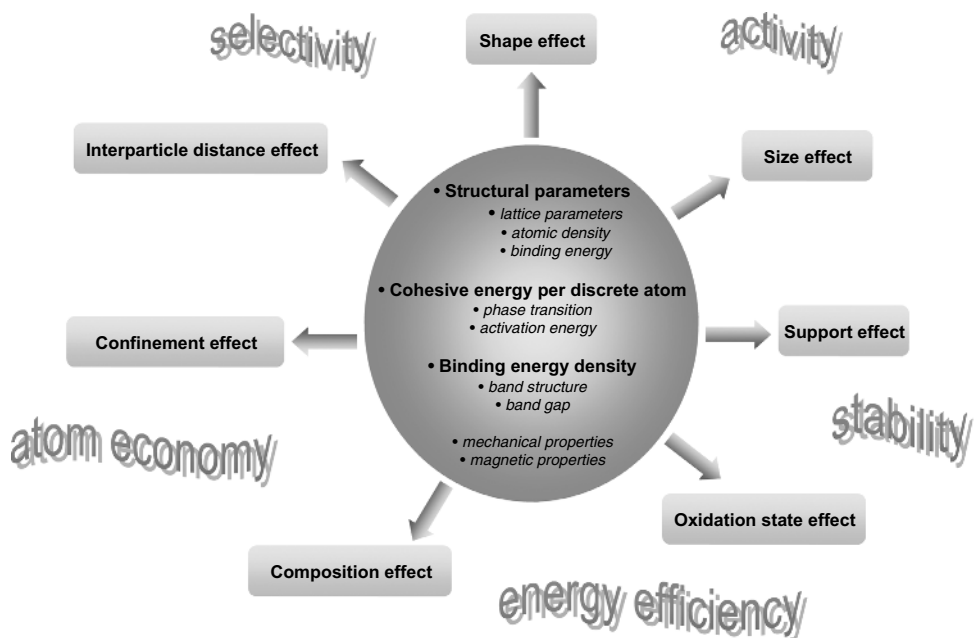 selectivity
Shape effect
activity
Interparticle distance effect
Size effect
• Structural parameters
• lattice parameters
• atomic density
• binding energy
• Cohesive energy per discrete atom
• phase transition
• activation energy
Confinement effect
Support effect
• Binding energy density
• band structure
• band gap
• mechanical properties
• magnetic properties
atom economy
stability
Oxidation state effect
Composition effect
energy efficiency